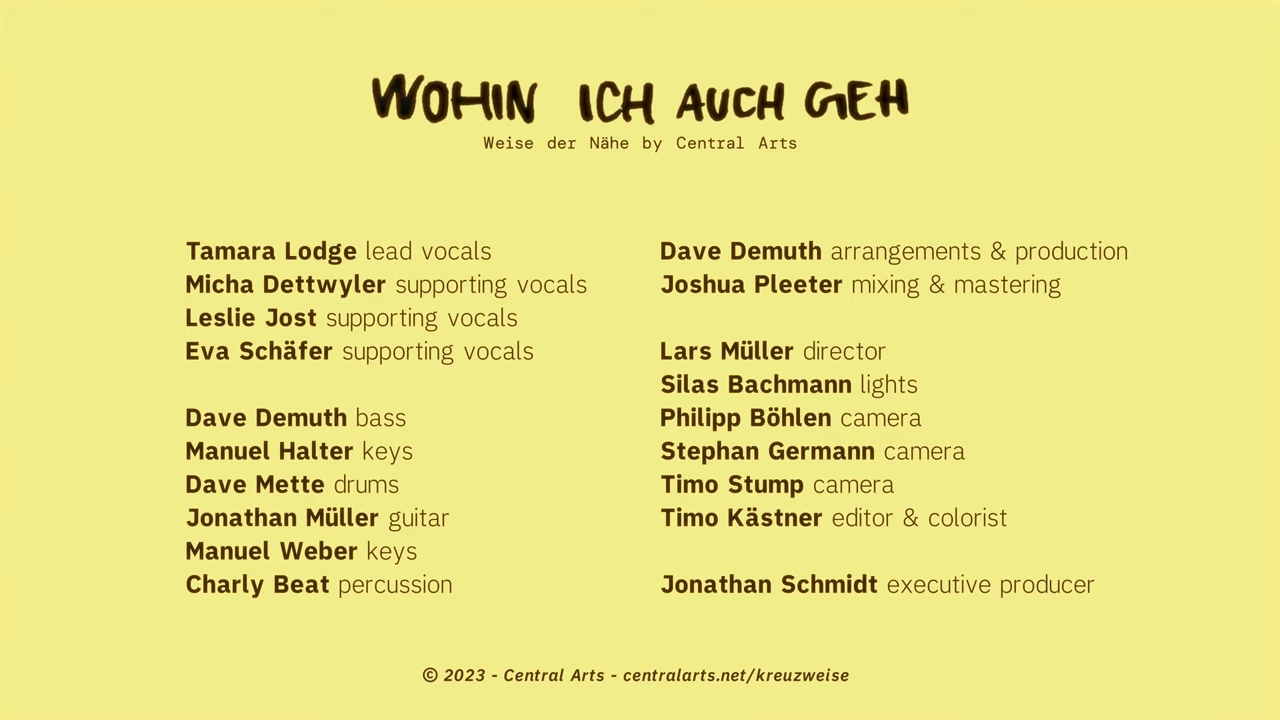 WOHIN ICH AUCH GEH
Weise der Nähe by Central Arts
Tamara Lodge lead vocals
Micha Dettwyler supporting vocals
Leslie Jost supporting vocals
Eva Schäfer supporting vocals
Dave Demuth bass
Manuel Halter keys
Dave Mette drums
Jonathan Müller guitar
Manuel Weber keys
Charly Beat percussion
Dave Demuth arrangements & production
Joshua Pleeter mixing & mastering
Lars Müller director
Silas Bachmann lights
Philipp Böhlen camera
Stephan Germann camera
Timo Stump camera
Timo Kästner editor & colorist
Jonathan Schmidt executive producer
© 2023 - Central Arts - centralarts.net/kreuzweise